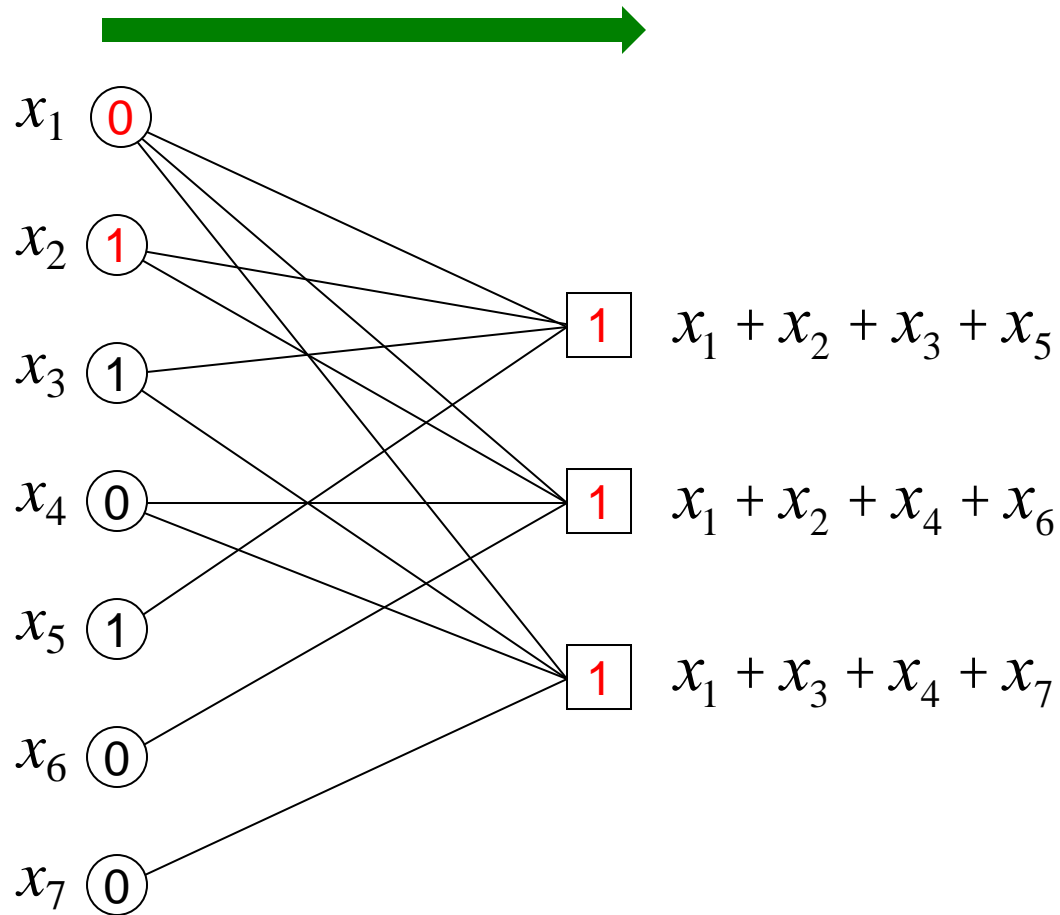 x₁ 0
x₂ 1
1 x₁ + x₂ + x₃ + x₅
x₃ 1
x₄ 0
1 x₁ + x₂ + x₄ + x₆
x₅ 1
1 x₁ + x₃ + x₄ + x₇
x₆ 0
x₇ 0